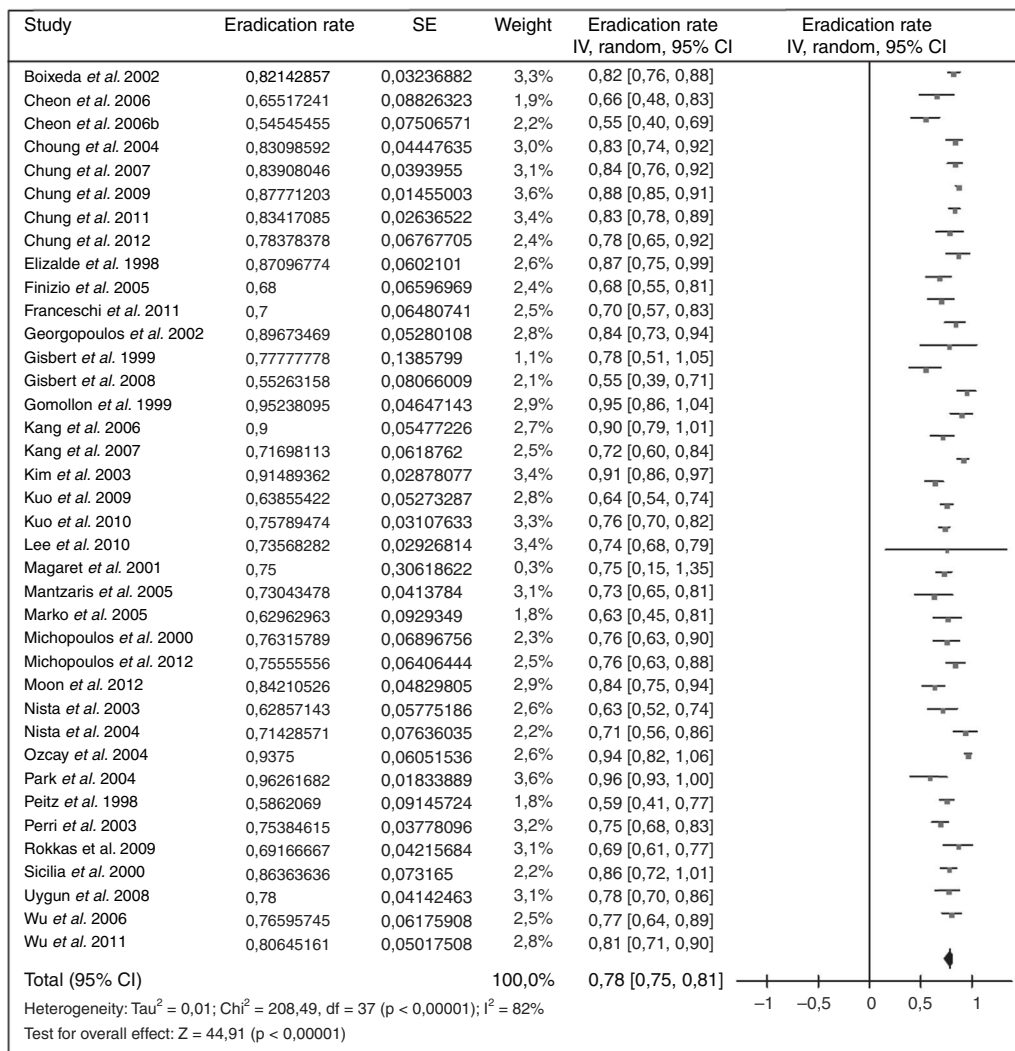 Study Eradication rate SE Weight Eradication rate Eradication rate
IV, random, 95% CI IV, random, 95% CI
Boixeda et al. 2002 0,82142857 0,03236882 3,3% 0,82 [0,76, 0,88]
Cheon et al. 2006 0,65517241 0,08826323 1,9% 0,66 [0,48, 0,83]
Cheon et al. 2006b 0,54545455 0,07506571 2,2% 0,55 [0,40, 0,69]
Choung et al. 2004 0,83098592 0,04447635 3,0% 0,83 [0,74, 0,92]
Chung et al. 2007 0,83908046 0,0393955 3,1% 0,84 [0,76, 0,92]
Chung et al. 2009 0,87771203 0,01455003 3,6% 0,88 [0,85, 0,91]
Chung et al. 2011 0,83417085 0,02636522 3,4% 0,83 [0,78, 0,89]
Chung et al. 2012 0,78378378 0,06767705 2,4% 0,78 [0,65, 0,92]
Elizalde et al. 1998 0,87096774 0,0602101 2,6% 0,87 [0,75, 0,99]
Finizio et al. 2005 0,68 0,06596969 2,4% 0,68 [0,55, 0,81]
Franceschi et al. 2011 0,7 0,06480741 2,5% 0,70 [0,57, 0,83]
Georgopoulos et al. 2002 0,89673469 0,05280108 2,8% 0,84 [0,73, 0,94]
Gisbert et al. 1999 0,77777778 0,1385799 1,1% 0,78 [0,51, 1,05]
Gisbert et al. 2008 0,55263158 0,08066009 2,1% 0,55 [0,39, 0,71]
Gomollon et al. 1999 0,95238095 0,04647143 2,9% 0,95 [0,86, 1,04]
Kang et al. 2006 0,9 0,05477226 2,7% 0,90 [0,79, 1,01]
Kang et al. 2007 0,71698113 0,0618762 2,5% 0,72 [0,60, 0,84]
Kim et al. 2003 0,91489362 0,02878077 3,4% 0,91 [0,86, 0,97]
Kuo et al. 2009 0,63855422 0,05273287 2,8% 0,64 [0,54, 0,74]
Kuo et al. 2010 0,75789474 0,03107633 3,3% 0,76 [0,70, 0,82]
Lee et al. 2010 0,73568282 0,02926814 3,4% 0,74 [0,68, 0,79]
Magaret et al. 2001 0,75 0,30618622 0,3% 0,75 [0,15, 1,35]
Mantzaris et al. 2005 0,73043478 0,0413784 3,1% 0,73 [0,65, 0,81]
Marko et al. 2005 0,62962963 0,0929349 1,8% 0,63 [0,45, 0,81]
Michopoulos et al. 2000 0,76315789 0,06896756 2,3% 0,76 [0,63, 0,90]
Michopoulos et al. 2012 0,75555556 0,06406444 2,5% 0,76 [0,63, 0,88]
Moon et al. 2012 0,84210526 0,04829805 2,9% 0,84 [0,75, 0,94]
Nista et al. 2003 0,62857143 0,05775186 2,6% 0,63 [0,52, 0,74]
Nista et al. 2004 0,71428571 0,07636035 2,2% 0,71 [0,56, 0,86]
Ozcay et al. 2004 0,9375 0,06051536 2,6% 0,94 [0,82, 1,06]
Park et al. 2004 0,96261682 0,01833889 3,6% 0,96 [0,93, 1,00]
Peitz et al. 1998 0,5862069 0,09145724 1,8% 0,59 [0,41, 0,77]
Perri et al. 2003 0,75384615 0,03778096 3,2% 0,75 [0,68, 0,83]
Rokkas et al. 2009 0,69166667 0,04215684 3,1% 0,69 [0,61, 0,77]
Sicilia et al. 2000 0,86363636 0,073165 2,2% 0,86 [0,72, 1,01]
Uygun et al. 2008 0,78 0,04142463 3,1% 0,78 [0,70, 0,86]
Wu et al. 2006 0,76595745 0,06175908 2,5% 0,77 [0,64, 0,89]
Wu et al. 2011 0,80645161 0,05017508 2,8% 0,81 [0,71, 0,90]
Total (95% CI) 100,0% 0,78 [0,75, 0,81]
–1 –0,5 0 0,5 1
Heterogeneity: Tau² = 0,01; Chi² = 208,49, df = 37 (p < 0,00001); I² = 82%
Test for overall effect: Z = 44,91 (p < 0,00001)